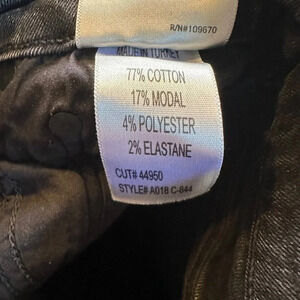 R/N#109670
MADE IN TURKEY
77% COTTON
17% MODAL
4% POLYESTER
2% ELASTANE
CUT# 44950
STYLE# A018 C-844